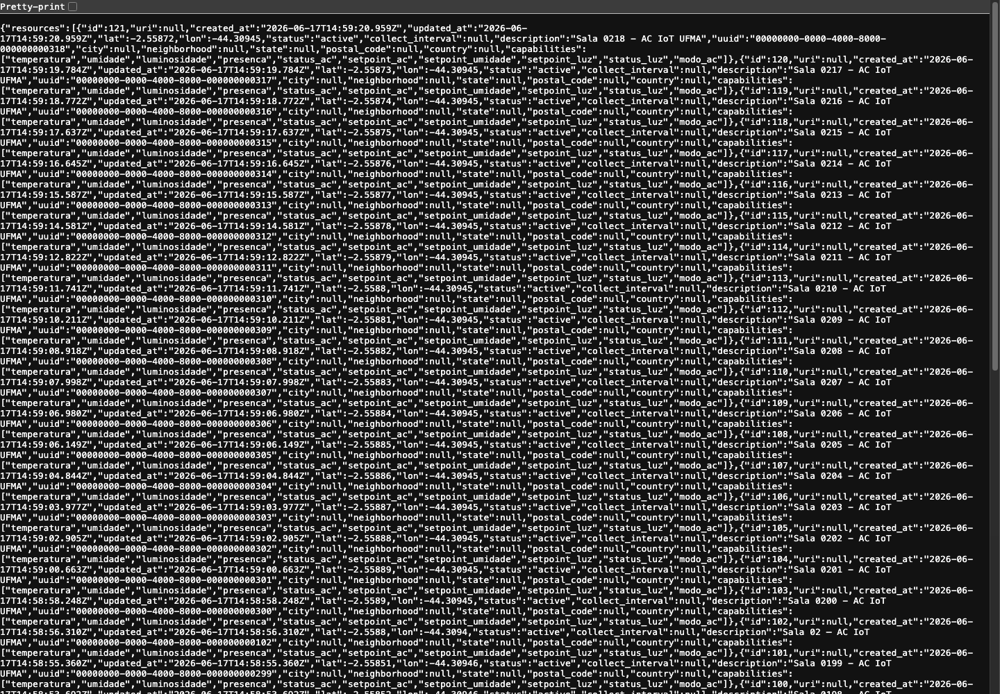 Pretty-print
{"resources":[{"id":121,"uri":null,"created_at":"2026-06-17T14:59:20.959Z","updated_at":"2026-06-
17T14:59:20.959Z","lat":-2.55872,"lon":-44.30945,"status":"active","collect_interval":null,"description":"Sala 0218 - AC IoT UFMA","uuid":"00000000-0000-4000-8000-
000000000318","city":null,"neighborhood":null,"state":null,"postal_code":null,"country":null,"capabilities":
["temperatura","umidade","luminosidade","presenca","status_ac","setpoint_ac","setpoint_umidade","setpoint_luz","status_luz","modo_ac"]},{"id":120,"uri":null,"created_at":"2026-06-
17T14:59:19.784Z","updated_at":"2026-06-17T14:59:19.784Z","lat":-2.55873,"lon":-44.30945,"status":"active","collect_interval":null,"description":"Sala 0217 - AC IoT
UFMA","uuid":"00000000-0000-4000-8000-000000000317","city":null,"neighborhood":null,"state":null,"postal_code":null,"country":null,"capabilities":
["temperatura","umidade","luminosidade","presenca","status_ac","setpoint_ac","setpoint_umidade","setpoint_luz","status_luz","modo_ac"]},{"id":119,"uri":null,"created_at":"2026-06-
17T14:59:18.772Z","updated_at":"2026-06-17T14:59:18.772Z","lat":-2.55874,"lon":-44.30945,"status":"active","collect_interval":null,"description":"Sala 0216 - AC IoT
UFMA","uuid":"00000000-0000-4000-8000-000000000316","city":null,"neighborhood":null,"state":null,"postal_code":null,"country":null,"capabilities":
["temperatura","umidade","luminosidade","presenca","status_ac","setpoint_ac","setpoint_umidade","setpoint_luz","status_luz","modo_ac"]},{"id":118,"uri":null,"created_at":"2026-06-
17T14:59:17.637Z","updated_at":"2026-06-17T14:59:17.637Z","lat":-2.55875,"lon":-44.30945,"status":"active","collect_interval":null,"description":"Sala 0215 - AC IoT
UFMA","uuid":"00000000-0000-4000-8000-000000000315","city":null,"neighborhood":null,"state":null,"postal_code":null,"country":null,"capabilities":
["temperatura","umidade","luminosidade","presenca","status_ac","setpoint_ac","setpoint_umidade","setpoint_luz","status_luz","modo_ac"]},{"id":117,"uri":null,"created_at":"2026-06-
17T14:59:16.645Z","updated_at":"2026-06-17T14:59:16.645Z","lat":-2.55876,"lon":-44.30945,"status":"active","collect_interval":null,"description":"Sala 0214 - AC IoT
UFMA","uuid":"00000000-0000-4000-8000-000000000314","city":null,"neighborhood":null,"state":null,"postal_code":null,"country":null,"capabilities":
["temperatura","umidade","luminosidade","presenca","status_ac","setpoint_ac","setpoint_umidade","setpoint_luz","status_luz","modo_ac"]},{"id":116,"uri":null,"created_at":"2026-06-
17T14:59:15.587Z","updated_at":"2026-06-17T14:59:15.587Z","lat":-2.55877,"lon":-44.30945,"status":"active","collect_interval":null,"description":"Sala 0213 - AC IoT
UFMA","uuid":"00000000-0000-4000-8000-000000000313","city":null,"neighborhood":null,"state":null,"postal_code":null,"country":null,"capabilities":
["temperatura","umidade","luminosidade","presenca","status_ac","setpoint_ac","setpoint_umidade","setpoint_luz","status_luz","modo_ac"]},{"id":115,"uri":null,"created_at":"2026-06-
17T14:59:14.581Z","updated_at":"2026-06-17T14:59:14.581Z","lat":-2.55878,"lon":-44.30945,"status":"active","collect_interval":null,"description":"Sala 0212 - AC IoT
UFMA","uuid":"00000000-0000-4000-8000-000000000312","city":null,"neighborhood":null,"state":null,"postal_code":null,"country":null,"capabilities":
["temperatura","umidade","luminosidade","presenca","status_ac","setpoint_ac","setpoint_umidade","setpoint_luz","status_luz","modo_ac"]},{"id":114,"uri":null,"created_at":"2026-06-
17T14:59:12.822Z","updated_at":"2026-06-17T14:59:12.822Z","lat":-2.55879,"lon":-44.30945,"status":"active","collect_interval":null,"description":"Sala 0211 - AC IoT
UFMA","uuid":"00000000-0000-4000-8000-000000000311","city":null,"neighborhood":null,"state":null,"postal_code":null,"country":null,"capabilities":
["temperatura","umidade","luminosidade","presenca","status_ac","setpoint_ac","setpoint_umidade","setpoint_luz","status_luz","modo_ac"]},{"id":113,"uri":null,"created_at":"2026-06-
17T14:59:11.741Z","updated_at":"2026-06-17T14:59:11.741Z","lat":-2.5588,"lon":-44.30945,"status":"active","collect_interval":null,"description":"Sala 0210 - AC IoT
UFMA","uuid":"00000000-0000-4000-8000-000000000310","city":null,"neighborhood":null,"state":null,"postal_code":null,"country":null,"capabilities":
["temperatura","umidade","luminosidade","presenca","status_ac","setpoint_ac","setpoint_umidade","setpoint_luz","status_luz","modo_ac"]},{"id":112,"uri":null,"created_at":"2026-06-
17T14:59:10.211Z","updated_at":"2026-06-17T14:59:10.211Z","lat":-2.55881,"lon":-44.30945,"status":"active","collect_interval":null,"description":"Sala 0209 - AC IoT
UFMA","uuid":"00000000-0000-4000-8000-000000000309","city":null,"neighborhood":null,"state":null,"postal_code":null,"country":null,"capabilities":
["temperatura","umidade","luminosidade","presenca","status_ac","setpoint_ac","setpoint_umidade","setpoint_luz","status_luz","modo_ac"]},{"id":111,"uri":null,"created_at":"2026-06-
17T14:59:08.918Z","updated_at":"2026-06-17T14:59:08.918Z","lat":-2.55882,"lon":-44.30945,"status":"active","collect_interval":null,"description":"Sala 0208 - AC IoT
UFMA","uuid":"00000000-0000-4000-8000-000000000308","city":null,"neighborhood":null,"state":null,"postal_code":null,"country":null,"capabilities":
["temperatura","umidade","luminosidade","presenca","status_ac","setpoint_ac","setpoint_umidade","setpoint_luz","status_luz","modo_ac"]},{"id":110,"uri":null,"created_at":"2026-06-
17T14:59:07.998Z","updated_at":"2026-06-17T14:59:07.998Z","lat":-2.55883,"lon":-44.30945,"status":"active","collect_interval":null,"description":"Sala 0207 - AC IoT
UFMA","uuid":"00000000-0000-4000-8000-000000000307","city":null,"neighborhood":null,"state":null,"postal_code":null,"country":null,"capabilities":
["temperatura","umidade","luminosidade","presenca","status_ac","setpoint_ac","setpoint_umidade","setpoint_luz","status_luz","modo_ac"]},{"id":109,"uri":null,"created_at":"2026-06-
17T14:59:06.980Z","updated_at":"2026-06-17T14:59:06.980Z","lat":-2.55884,"lon":-44.30945,"status":"active","collect_interval":null,"description":"Sala 0206 - AC IoT
UFMA","uuid":"00000000-0000-4000-8000-000000000306","city":null,"neighborhood":null,"state":null,"postal_code":null,"country":null,"capabilities":
["temperatura","umidade","luminosidade","presenca","status_ac","setpoint_ac","setpoint_umidade","setpoint_luz","status_luz","modo_ac"]},{"id":108,"uri":null,"created_at":"2026-06-
17T14:59:06.149Z","updated_at":"2026-06-17T14:59:06.149Z","lat":-2.55885,"lon":-44.30945,"status":"active","collect_interval":null,"description":"Sala 0205 - AC IoT
UFMA","uuid":"00000000-0000-4000-8000-000000000305","city":null,"neighborhood":null,"state":null,"postal_code":null,"country":null,"capabilities":
["temperatura","umidade","luminosidade","presenca","status_ac","setpoint_ac","setpoint_umidade","setpoint_luz","status_luz","modo_ac"]},{"id":107,"uri":null,"created_at":"2026-06-
17T14:59:04.844Z","updated_at":"2026-06-17T14:59:04.844Z","lat":-2.55886,"lon":-44.30945,"status":"active","collect_interval":null,"description":"Sala 0204 - AC IoT
UFMA","uuid":"00000000-0000-4000-8000-000000000304","city":null,"neighborhood":null,"state":null,"postal_code":null,"country":null,"capabilities":
["temperatura","umidade","luminosidade","presenca","status_ac","setpoint_ac","setpoint_umidade","setpoint_luz","status_luz","modo_ac"]},{"id":106,"uri":null,"created_at":"2026-06-
17T14:59:03.977Z","updated_at":"2026-06-17T14:59:03.977Z","lat":-2.55887,"lon":-44.30945,"status":"active","collect_interval":null,"description":"Sala 0203 - AC IoT
UFMA","uuid":"00000000-0000-4000-8000-000000000303","city":null,"neighborhood":null,"state":null,"postal_code":null,"country":null,"capabilities":
["temperatura","umidade","luminosidade","presenca","status_ac","setpoint_ac","setpoint_umidade","setpoint_luz","status_luz","modo_ac"]},{"id":105,"uri":null,"created_at":"2026-06-
17T14:59:02.905Z","updated_at":"2026-06-17T14:59:02.905Z","lat":-2.55888,"lon":-44.30945,"status":"active","collect_interval":null,"description":"Sala 0202 - AC IoT
UFMA","uuid":"00000000-0000-4000-8000-000000000302","city":null,"neighborhood":null,"state":null,"postal_code":null,"country":null,"capabilities":
["temperatura","umidade","luminosidade","presenca","status_ac","setpoint_ac","setpoint_umidade","setpoint_luz","status_luz","modo_ac"]},{"id":104,"uri":null,"created_at":"2026-06-
17T14:59:00.663Z","updated_at":"2026-06-17T14:59:00.663Z","lat":-2.55889,"lon":-44.30945,"status":"active","collect_interval":null,"description":"Sala 0201 - AC IoT
UFMA","uuid":"00000000-0000-4000-8000-000000000301","city":null,"neighborhood":null,"state":null,"postal_code":null,"country":null,"capabilities":
["temperatura","umidade","luminosidade","presenca","status_ac","setpoint_ac","setpoint_umidade","setpoint_luz","status_luz","modo_ac"]},{"id":103,"uri":null,"created_at":"2026-06-
17T14:58:58.248Z","updated_at":"2026-06-17T14:58:58.248Z","lat":-2.5589,"lon":-44.30945,"status":"active","collect_interval":null,"description":"Sala 0200 - AC IoT
UFMA","uuid":"00000000-0000-4000-8000-000000000300","city":null,"neighborhood":null,"state":null,"postal_code":null,"country":null,"capabilities":
["temperatura","umidade","luminosidade","presenca","status_ac","setpoint_ac","setpoint_umidade","setpoint_luz","status_luz","modo_ac"]},{"id":102,"uri":null,"created_at":"2026-06-
17T14:58:56.310Z","updated_at":"2026-06-17T14:58:56.310Z","lat":-2.5588,"lon":-44.3094,"status":"active","collect_interval":null,"description":"Sala 02 — AC IoT
UFMA","uuid":"00000000-0000-4000-8000-000000000102","city":null,"neighborhood":null,"state":null,"postal_code":null,"country":null,"capabilities":
["temperatura","umidade","luminosidade","presenca","status_ac","setpoint_ac","setpoint_umidade","setpoint_luz","status_luz","modo_ac"]},{"id":101,"uri":null,"created_at":"2026-06-
17T14:58:55.360Z","updated_at":"2026-06-17T14:58:55.360Z","lat":-2.55851,"lon":-44.30946,"status":"active","collect_interval":null,"description":"Sala 0199 - AC IoT
UFMA","uuid":"00000000-0000-4000-8000-000000000299","city":null,"neighborhood":null,"state":null,"postal_code":null,"country":null,"capabilities":
["temperatura","umidade","luminosidade","presenca","status_ac","setpoint_ac","setpoint_umidade","setpoint_luz","status_luz","modo_ac"]},{"id":100,"uri":null,"created_at":"2026-06-